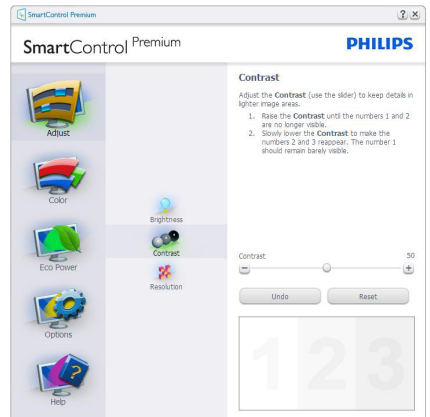 SmartControl Premium
SmartControl Premium
PHILIPS
Adjust
Color
Eco Power
Options
Help
Brightness
Contrast
Resolution
Contrast
Adjust the Contrast (use the slider) to keep details in
lighter image areas.
1. Raise the Contrast until the numbers 1 and 2
are no longer visible.
2. Slowly lower the Contrast to make the
numbers 2 and 3 reappear. The number 1
should remain barely visible.
Contrast 50
Undo Reset
1 2 3